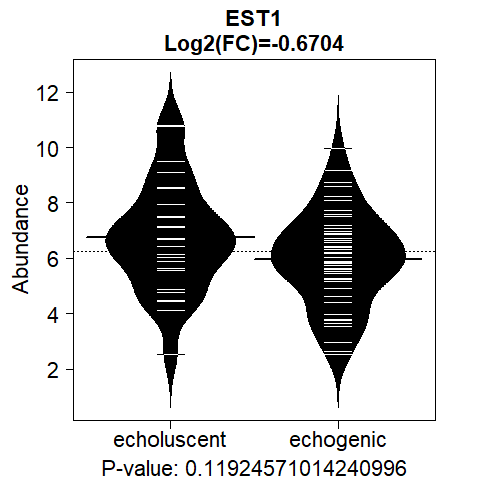 EST1
Log2(FC)=-0.6704
Abundance
12
10
8
6
4
2
echoluscent echogenic
P-value: 0.11924571014240996